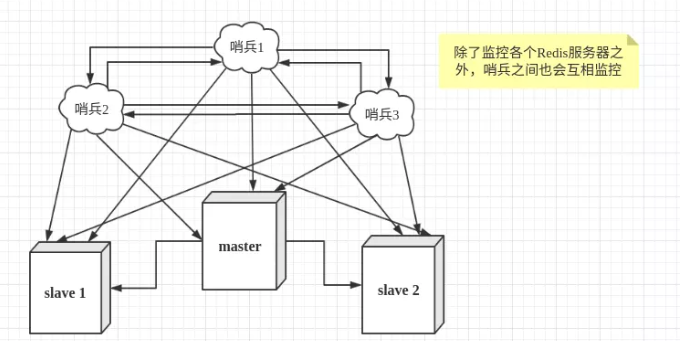 哨兵1
除了监控各个Redis服务器之
外，哨兵之间也会互相监控
哨兵2
哨兵3
master
slave 1
slave 2